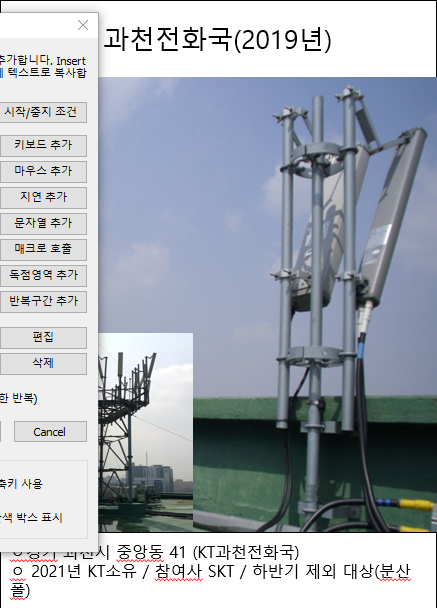 과천전화국(2019년)
추가합니다. Insert
텍스트로 복사합
시작/중지 조건
키보드 추가
마우스 추가
지연 추가
문자열 추가
매크로 호출
독점영역 추가
반복구간 추가
편집
삭제
한 반복)
Cancel
축키 사용
색 박스 표시
ㅇ 경기 과천시 중앙동 41 (KT과천전화국)
ㅇ 2021년 KT소유 / 참여사 SKT / 하반기 제외 대상(분산
폴)